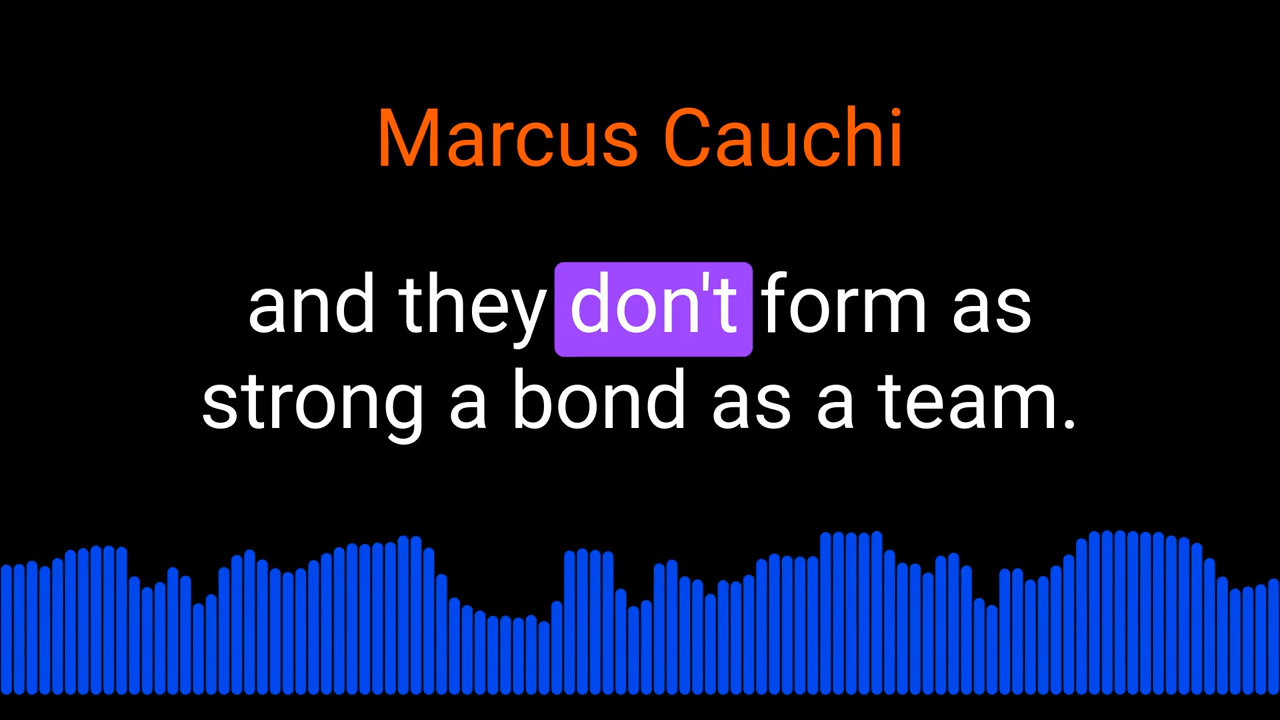 Marcus Cauchi
and they don't form as
strong a bond as a team.